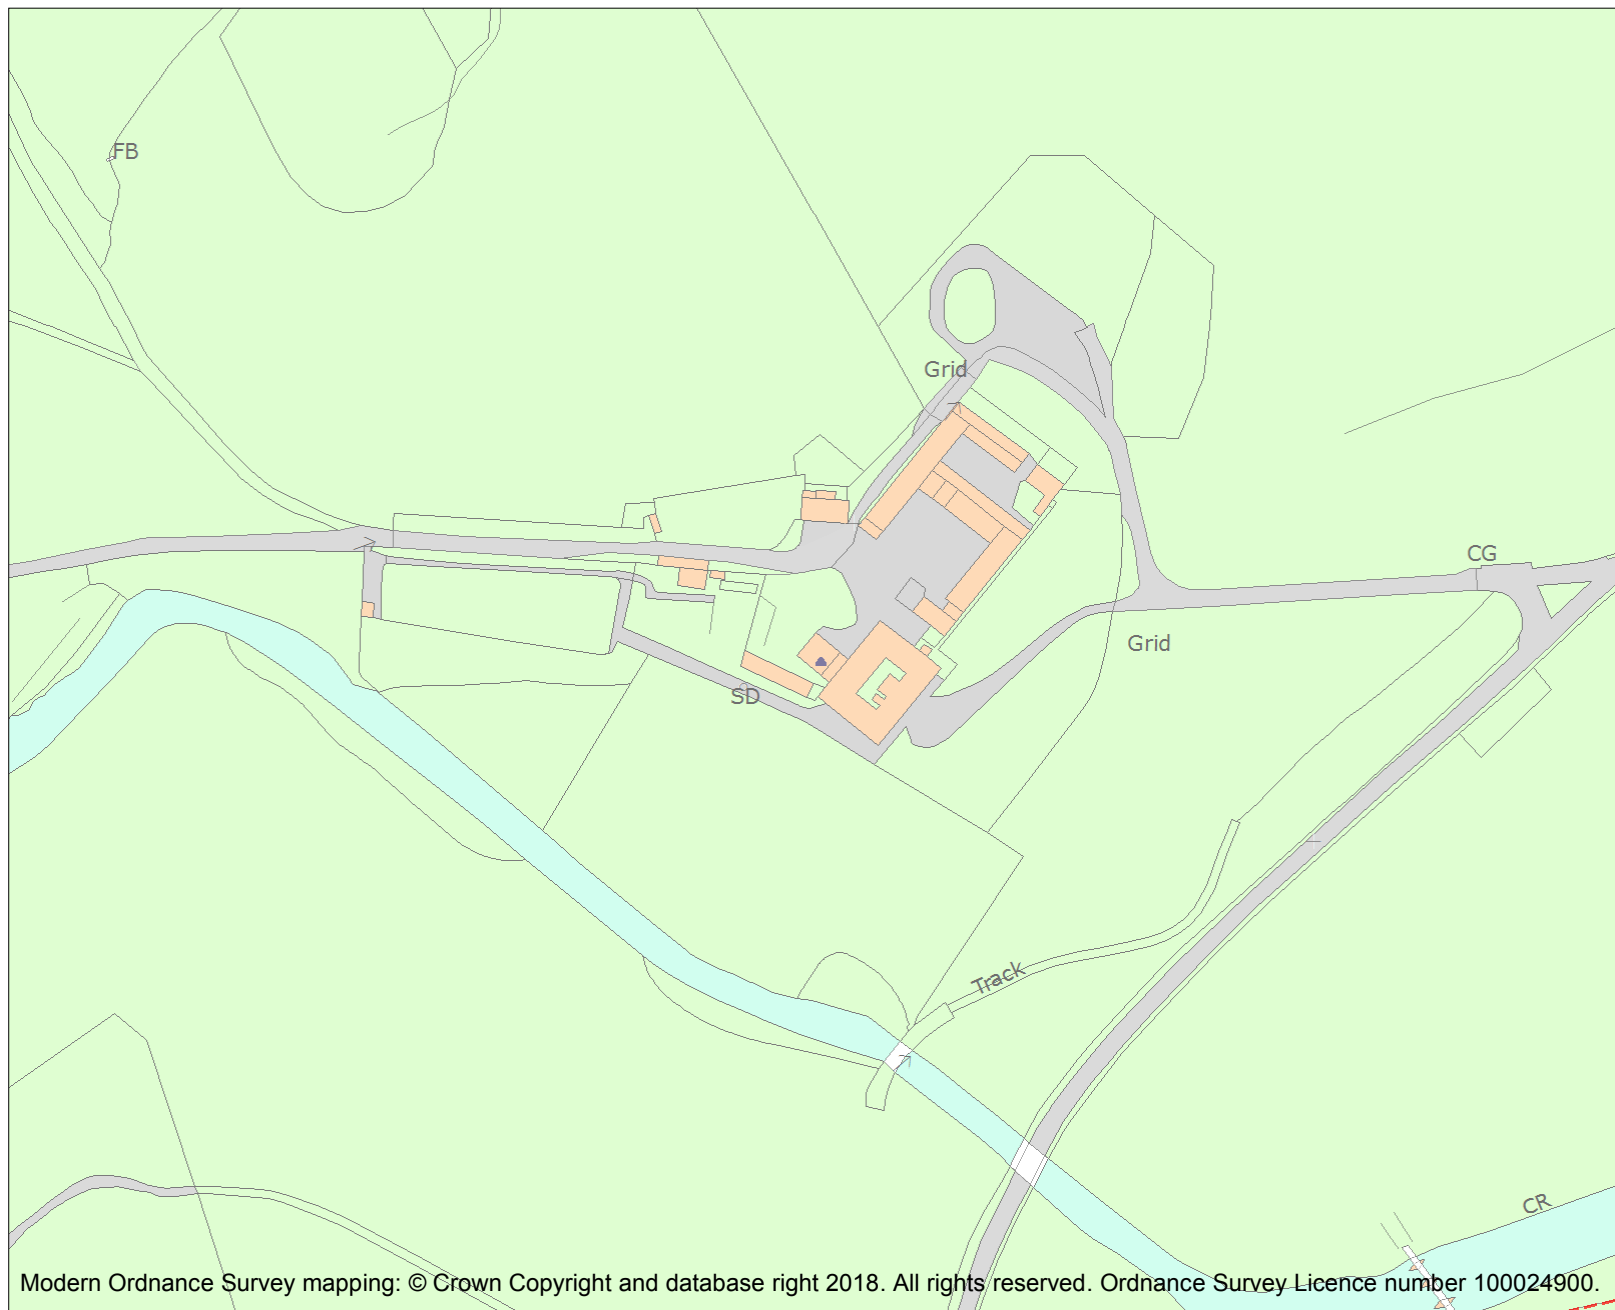 FB
Grid
CG
Grid
SD
Track
CR
Modern Ordnance Survey mapping: © Crown Copyright and database right 2018. All rights reserved. Ordnance Survey Licence number 100024900.